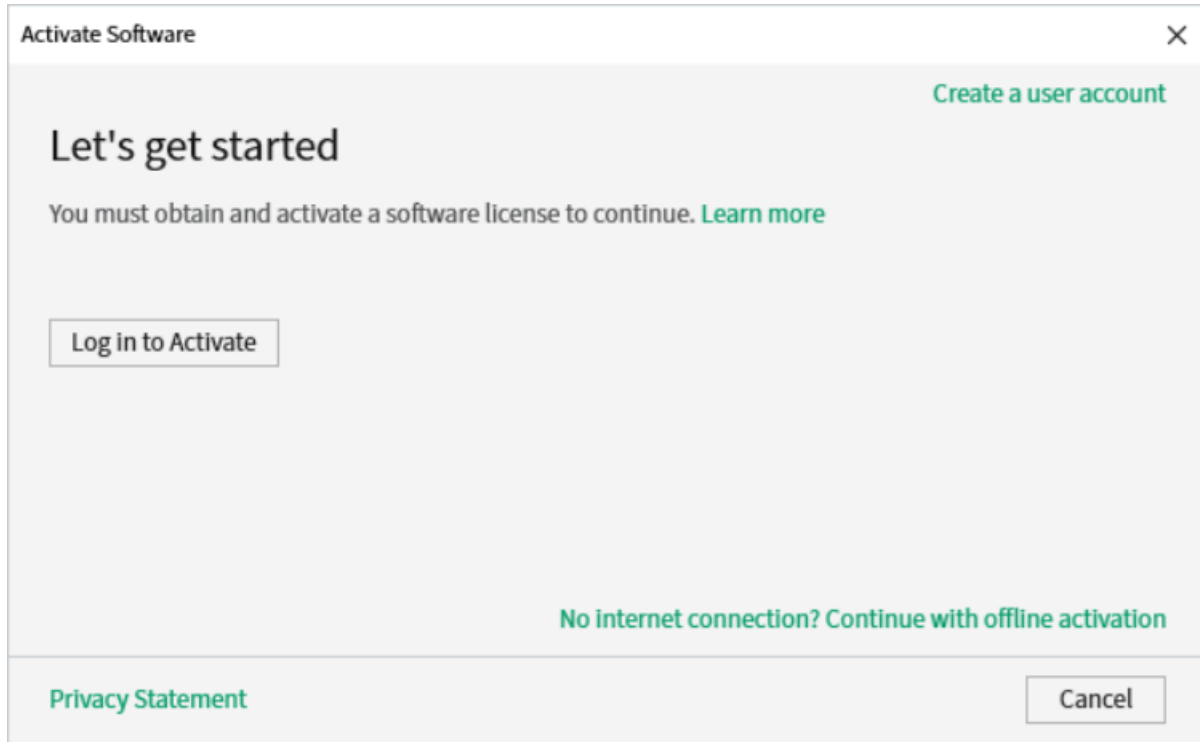 Activate Software
Create a user account
Let's get started
You must obtain and activate a software license to continue. Learn more
Log in to Activate
No internet connection? Continue with offline activation
Privacy Statement
Cancel